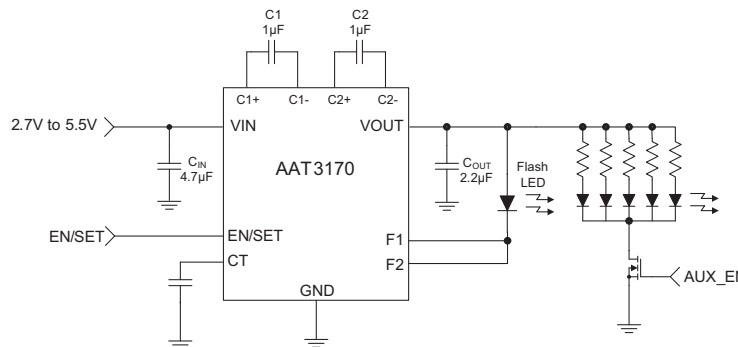 C1
1µF
C2
1µF
C1+ C1- C2+ C2-
2.7V to 5.5V
VIN
VOUT
CIN
4.7µF
AAT3170
COUT
2.2µF
Flash
LED
EN/SET
EN/SET
CT
F1
F2
GND
AUX_EN